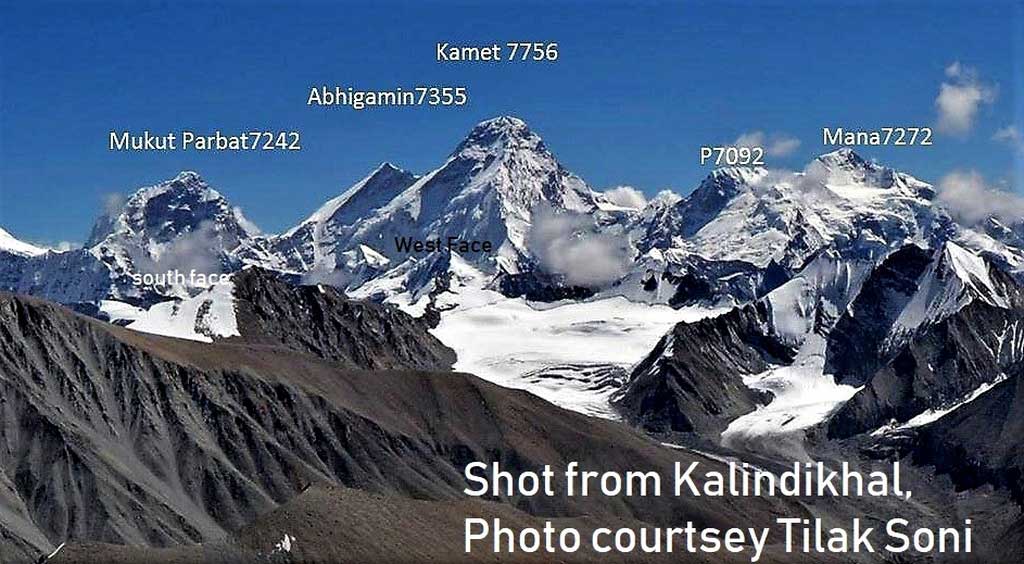 Kamet 7756
Abhigamin7355
Mukut Parbat7242
P7092
Mana7272
West Face
south face
Shot from Kalindikhal,
Photo courtsey Tilak Soni